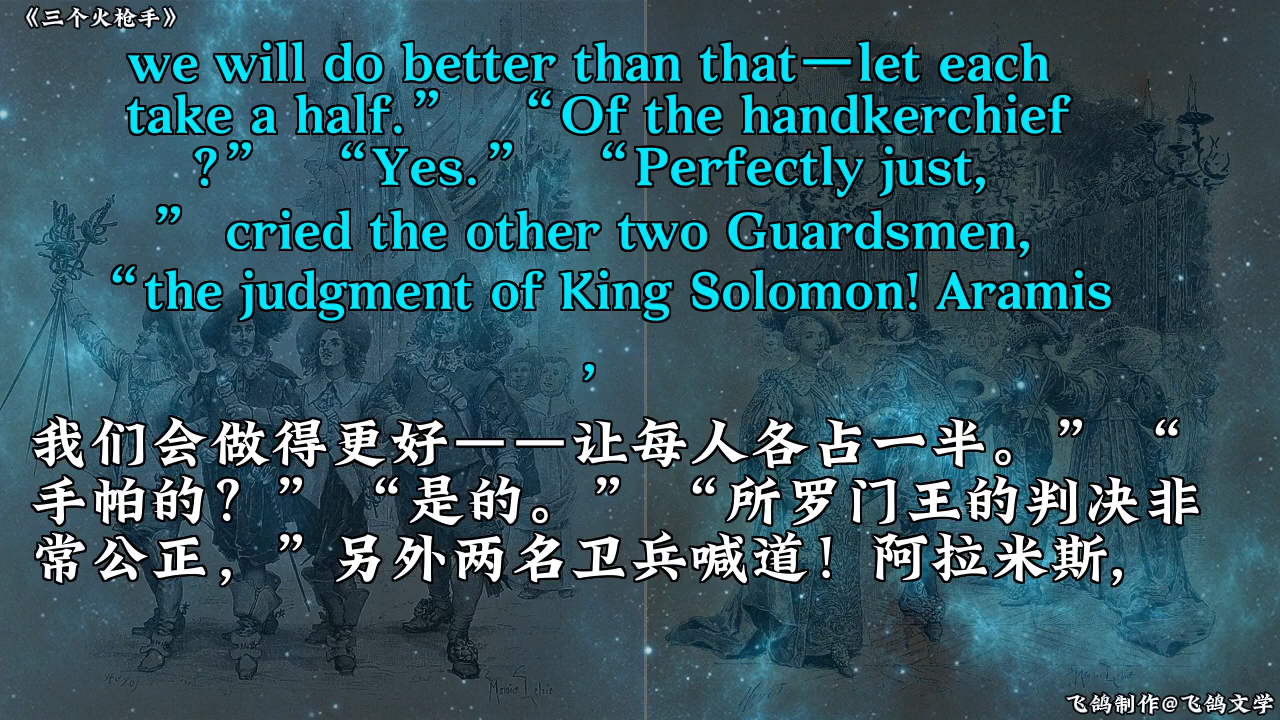 《三个火枪手》
we will do better than that—let each
take a half.” “Of the handkerchief
?” “Yes.” “Perfectly just,
” cried the other two Guardsmen,
“the judgment of King Solomon! Aramis
,
我们会做得更好——让每人各占一半。” “
手帕的？” “是的。” “所罗门王的判决非
常公正，”另外两名卫兵喊道！阿拉米斯，
飞鸽制作@飞鸽文学